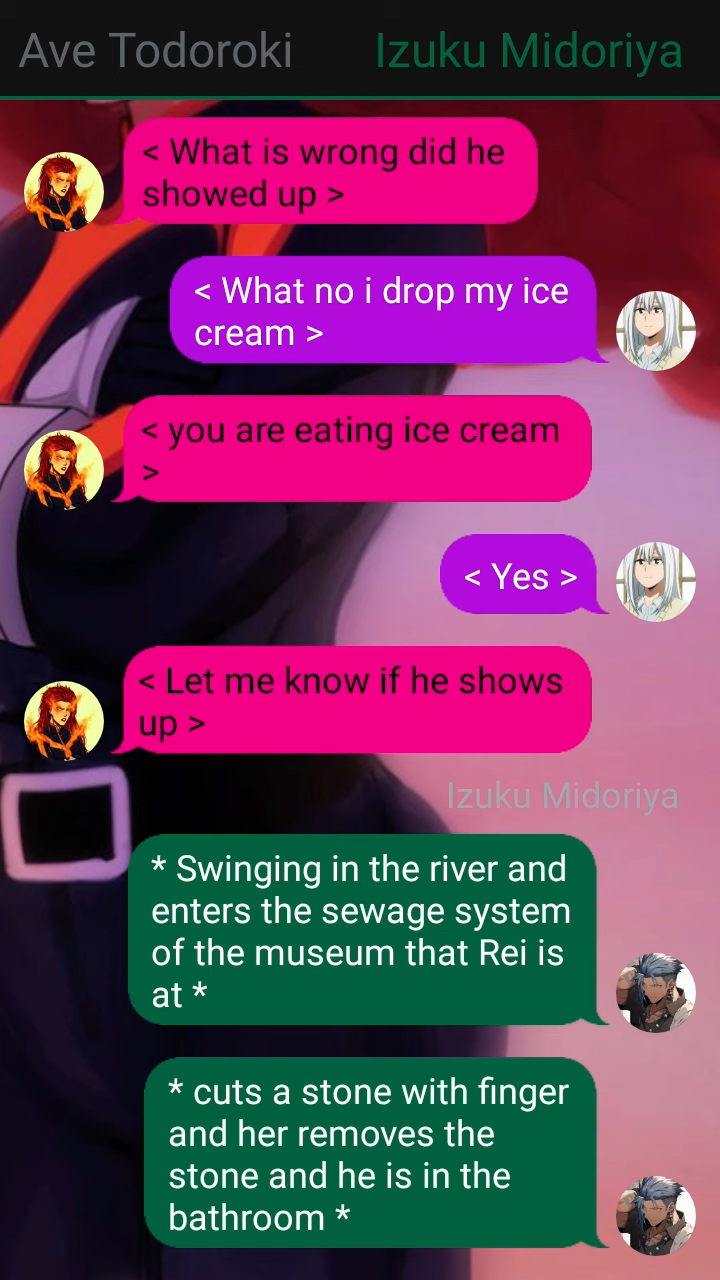 Ave Todoroki Izuku Midoriya
< What is wrong did he
showed up >
< What no i drop my ice
cream >
< you are eating ice cream
>
< Yes >
< Let me know if he shows
up >
Izuku Midoriya
* Swinging in the river and
enters the sewage system
of the museum that Rei is
at *
* cuts a stone with finger
and her removes the
stone and he is in the
bathroom *